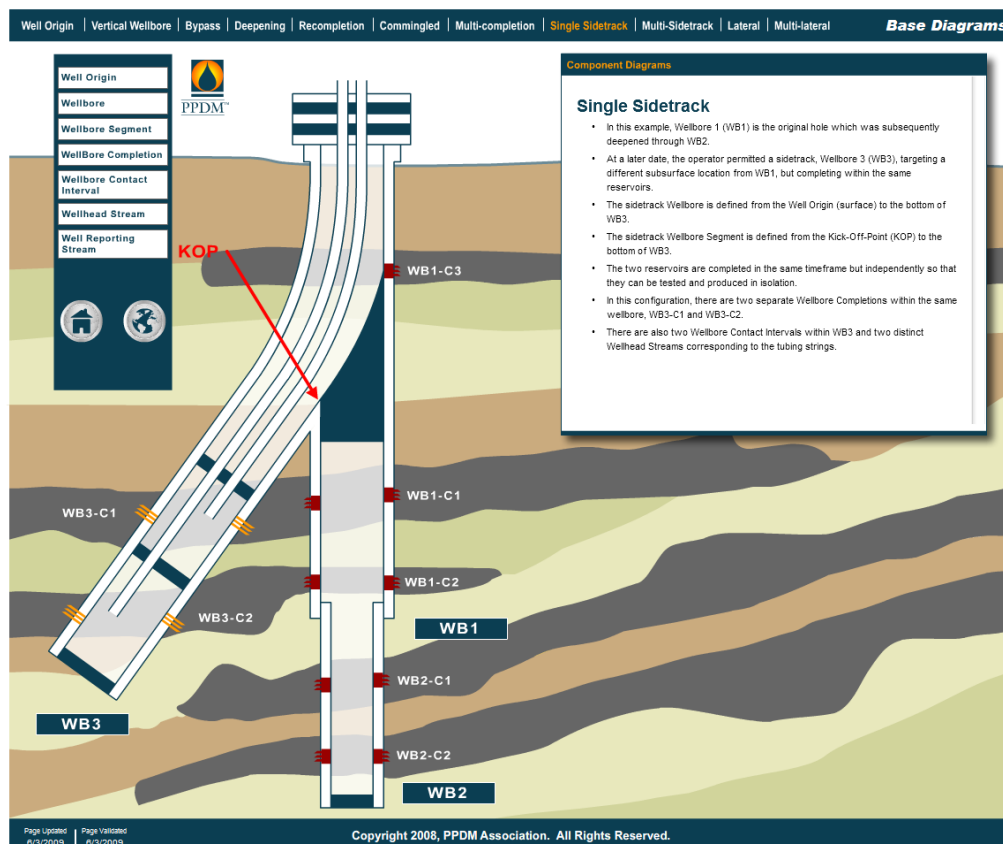 Well Origin | Vertical Wellbore | Bypass | Deepening | Recompletion | Commingled | Multi-completion | Single Sidetrack | Multi-Sidetrack | Lateral | Multi-lateral
Base Diagrams
Well Origin
Wellbore
Wellbore Segment
WellBore Completion
Wellbore Contact
Interval
Wellhead Stream
Well Reporting
Stream
PPDM™
Component Diagrams
Single Sidetrack
• In this example, Wellbore 1 (WB1) is the original hole which was subsequently
deepened through WB2.
• At a later date, the operator permitted a sidetrack, Wellbore 3 (WB3), targeting a
different subsurface location from WB1, but completing within the same
reservoirs.
• The sidetrack Wellbore is defined from the Well Origin (surface) to the bottom of
WB3.
• The sidetrack Wellbore Segment is defined from the Kick-Off-Point (KOP) to the
bottom of WB3.
• The two reservoirs are completed in the same timeframe but independently so that
they can be tested and produced in isolation.
• In this configuration, there are two separate Wellbore Completions within the same
wellbore, WB3-C1 and WB3-C2.
• There are also two Wellbore Contact Intervals within WB3 and two distinct
Wellhead Streams corresponding to the tubing strings.
KOP
WB1-C3
WB1-C1
WB3-C1
WB1-C2
WB3-C2
WB1
WB2-C1
WB3
WB2-C2
WB2
Page Updated | Page Validated
6/3/2009 | 6/3/2009
Copyright 2008, PPDM Association. All Rights Reserved.